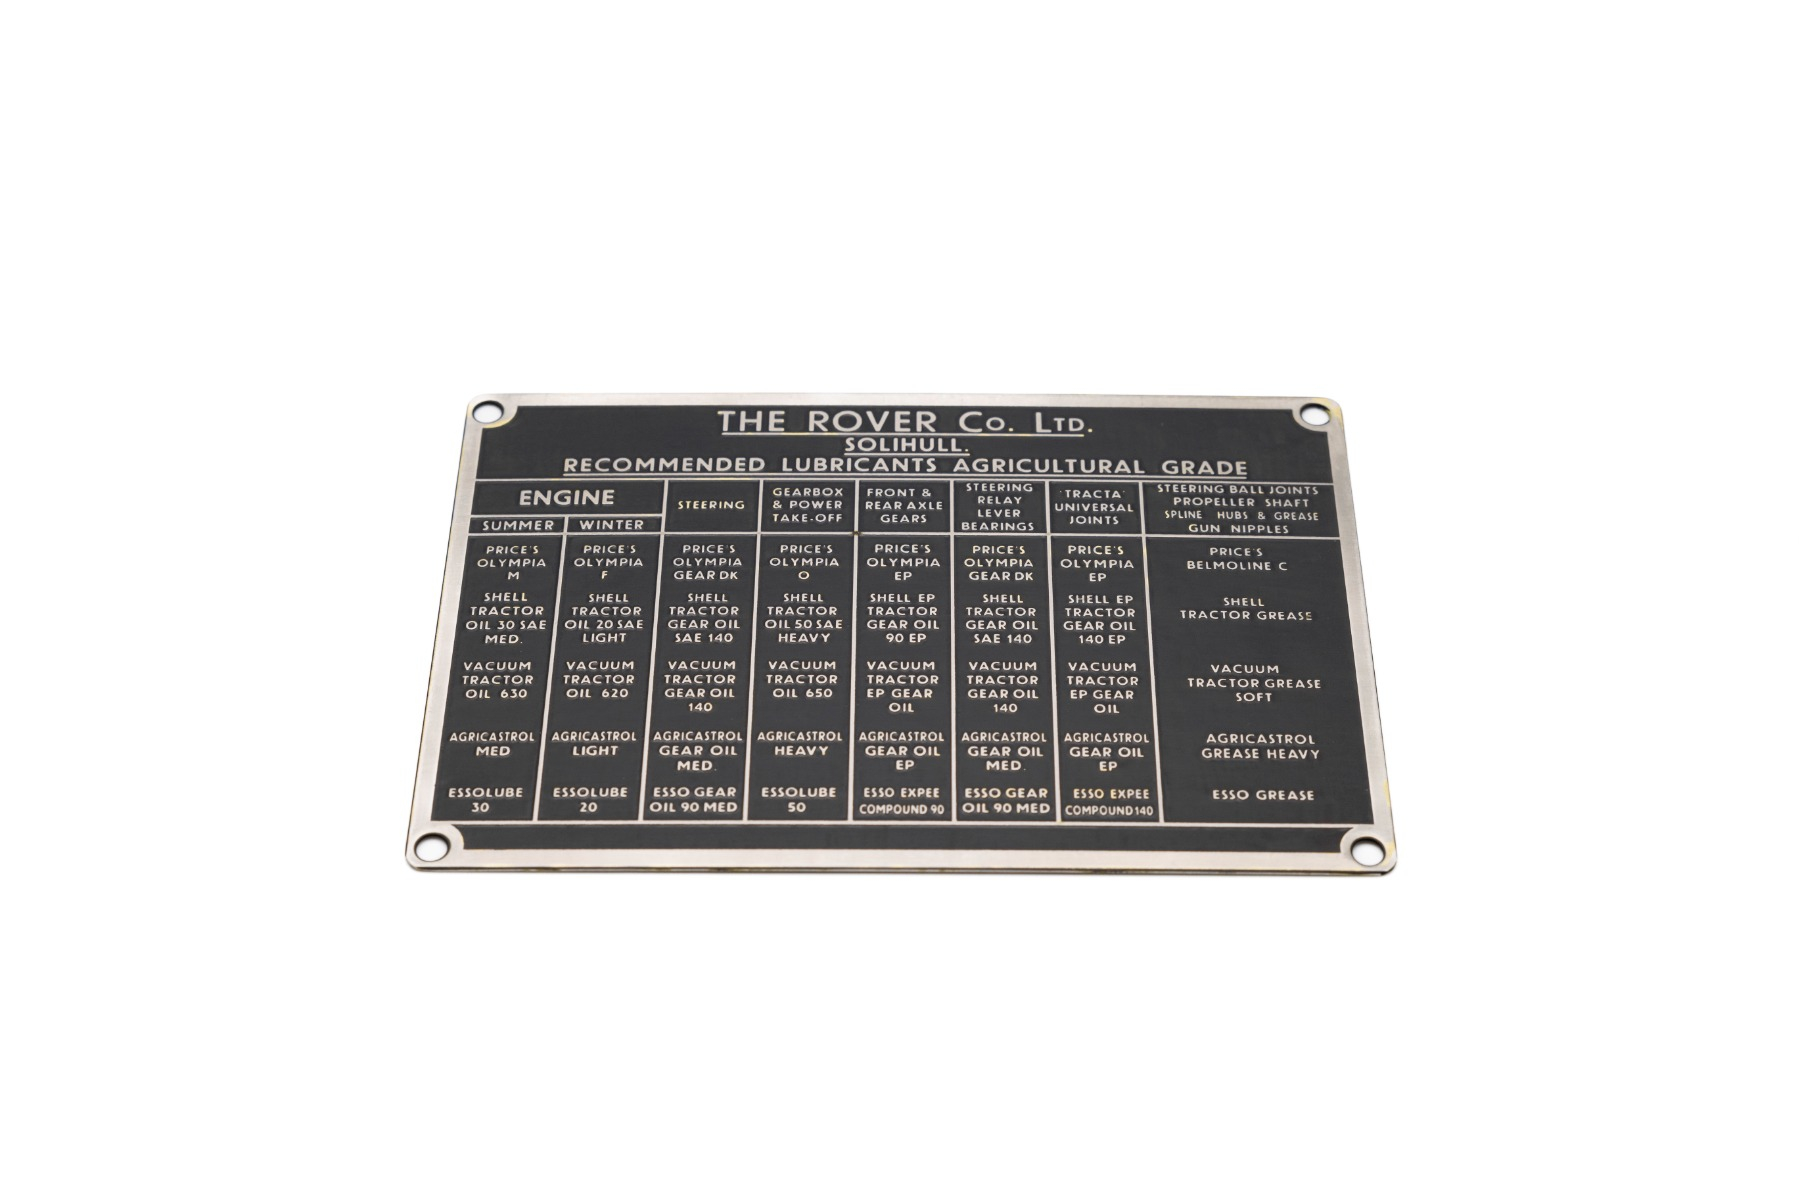 THE ROVER Co. LTD.
SOLIHULL.
RECOMMENDED LUBRICANTS AGRICULTURAL GRADE
ENGINE
SUMMER
WINTER
STEERING
GEARBOX
& POWER
TAKE-OFF
FRONT &
REAR AXLE
GEARS
STEERING
RELAY
LEVER
BEARINGS
'TRACTA'
UNIVERSAL
JOINTS
STEERING BALL JOINTS
PROPELLER SHAFT
SPLINE HUBS & GREASE
GUN NIPPLES
PRICE'S
OLYMPIA
M
PRICE'S
OLYMPIA
F
PRICE'S
OLYMPIA
GEAR DK
PRICE'S
OLYMPIA
O
PRICE'S
OLYMPIA
EP
PRICE'S
OLYMPIA
GEAR DK
PRICE'S
OLYMPIA
EP
PRICE'S
BELMOLINE C
SHELL
TRACTOR
OIL 30 SAE
MED.
SHELL
TRACTOR
OIL 20 SAE
LIGHT
SHELL
TRACTOR
GEAR OIL
SAE 140
SHELL
TRACTOR
OIL 50 SAE
HEAVY
SHELL EP
TRACTOR
GEAR OIL
90 EP
SHELL
TRACTOR
GEAR OIL
SAE 140
SHELL EP
TRACTOR
GEAR OIL
140 EP
SHELL
TRACTOR GREASE
VACUUM
TRACTOR
OIL 630
VACUUM
TRACTOR
OIL 620
VACUUM
TRACTOR
GEAR OIL
140
VACUUM
TRACTOR
OIL 650
VACUUM
TRACTOR
EP GEAR
OIL
VACUUM
TRACTOR
GEAR OIL
140
VACUUM
TRACTOR
EP GEAR
OIL
VACUUM
TRACTOR GREASE
SOFT
AGRICASTROL
MED
AGRICASTROL
LIGHT
AGRICASTROL
GEAR OIL
MED.
AGRICASTROL
HEAVY
AGRICASTROL
GEAR OIL
EP
AGRICASTROL
GEAR OIL
MED.
AGRICASTROL
GEAR OIL
EP
AGRICASTROL
GREASE HEAVY
ESSOLUBE
30
ESSOLUBE
20
ESSO GEAR
OIL 90 MED
ESSOLUBE
50
ESSO EXPEE
COMPOUND 90
ESSO GEAR
OIL 90 MED
ESSO EXPEE
COMPOUND 140
ESSO GREASE